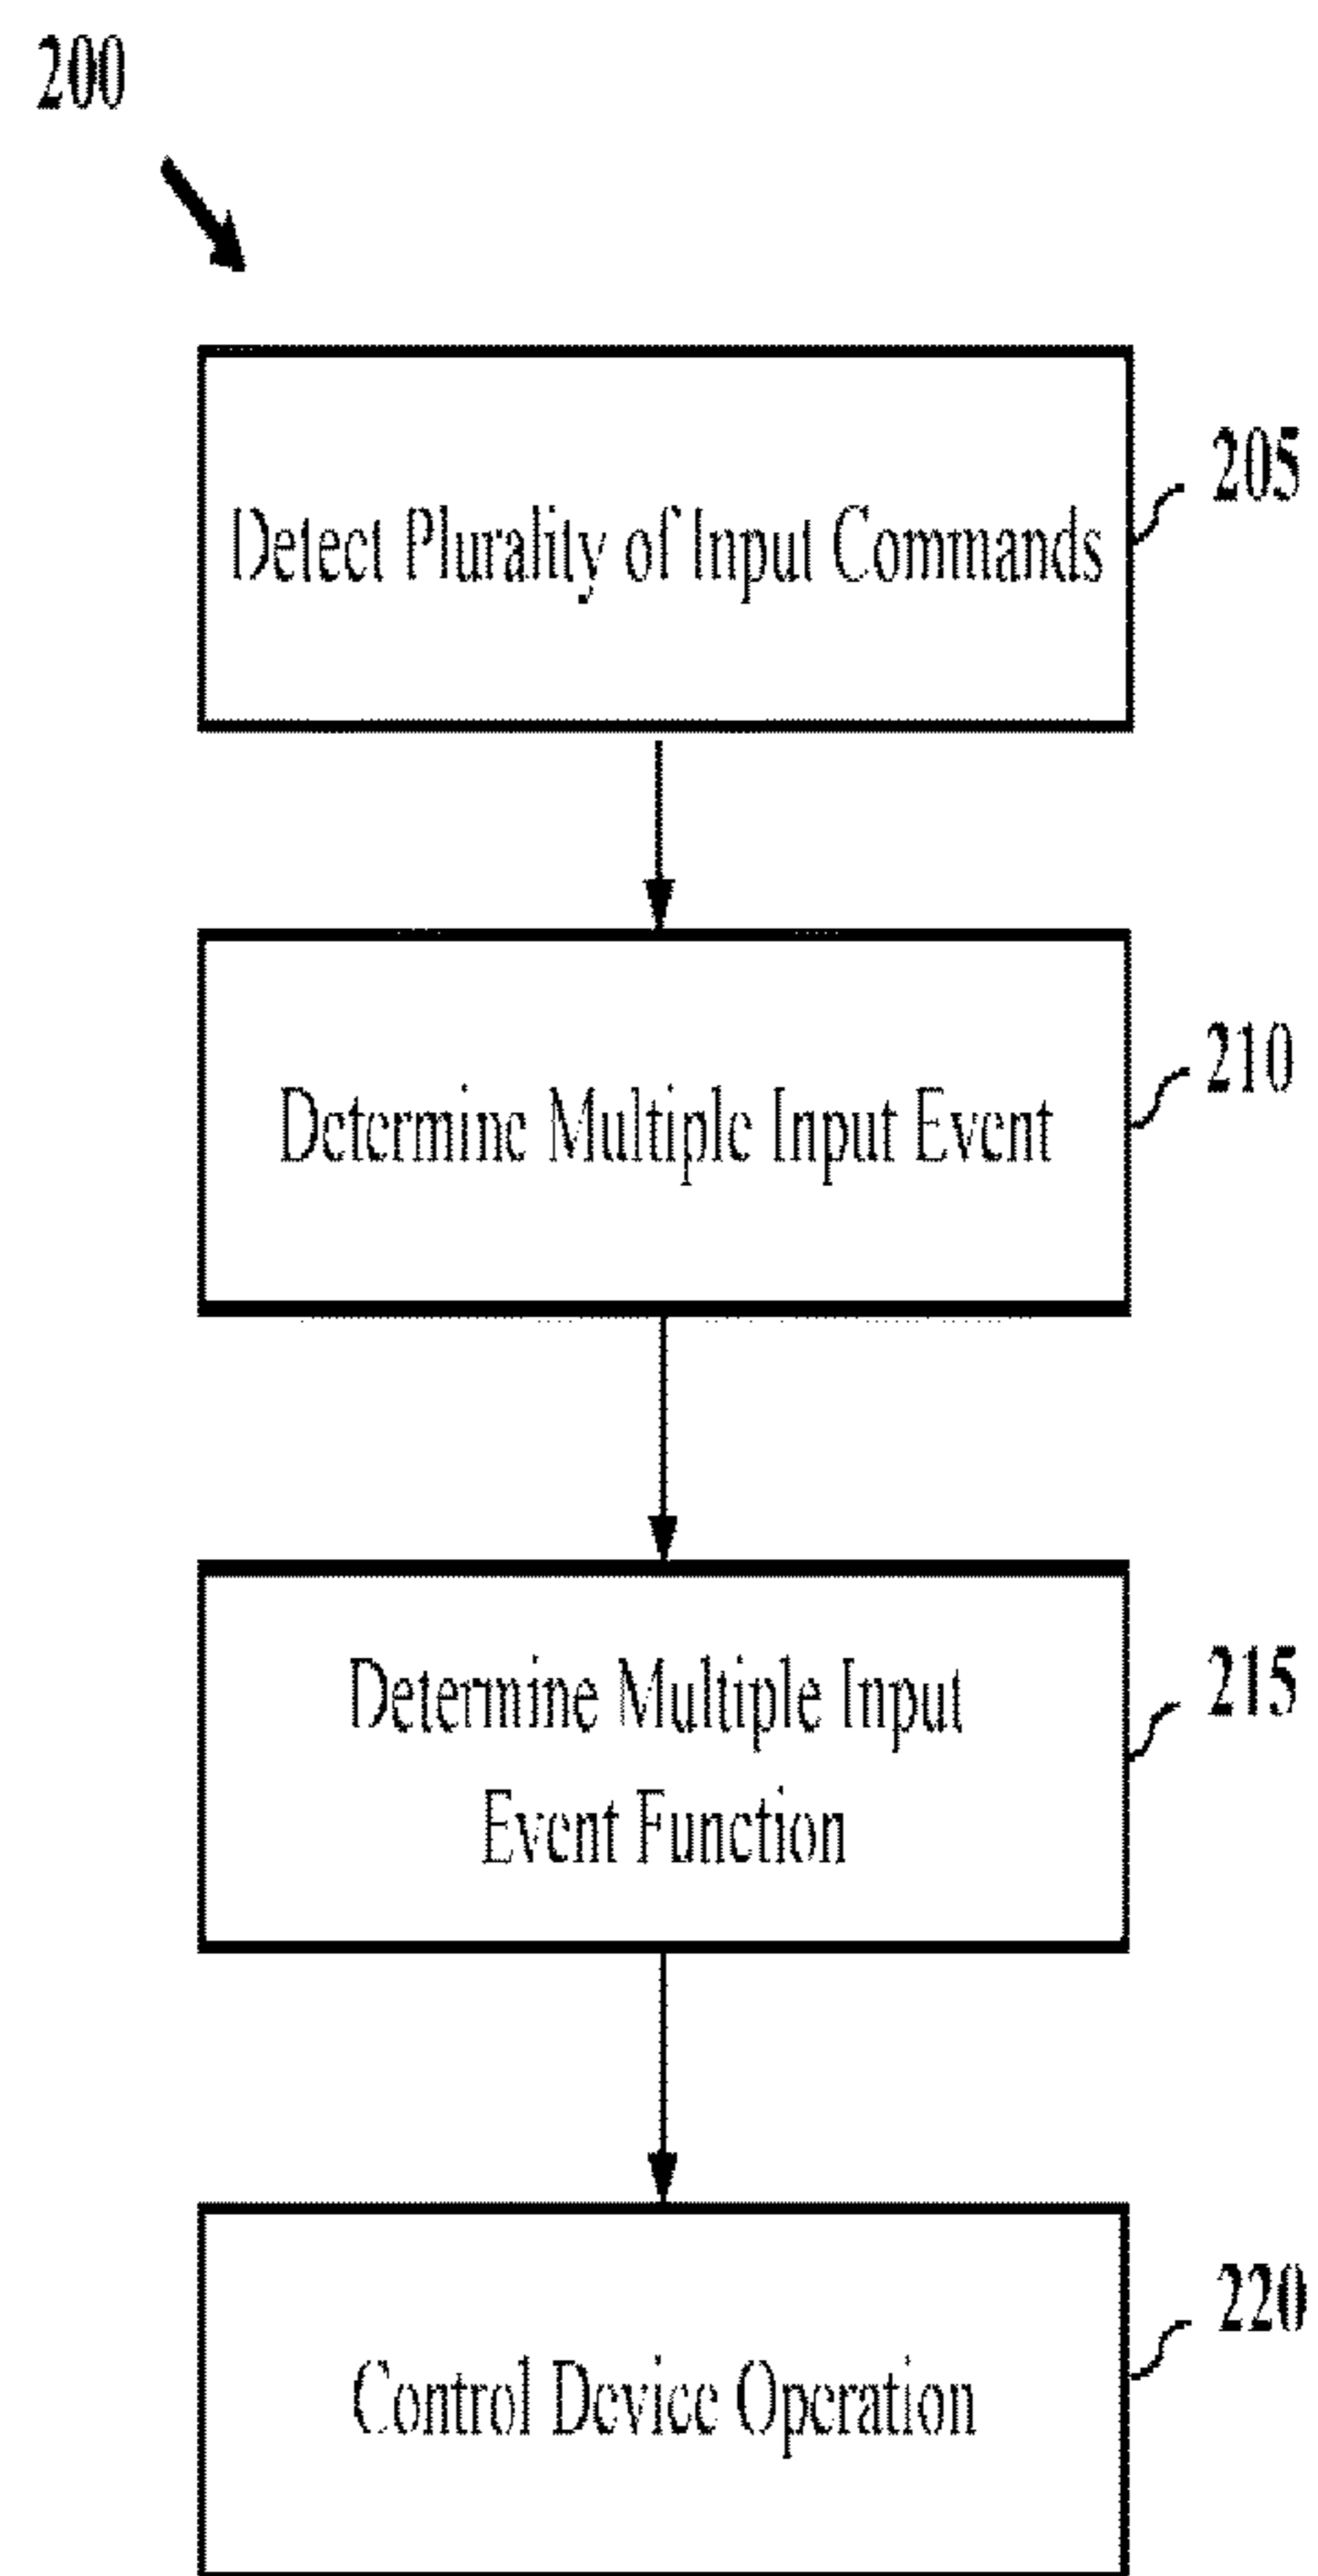 200
Detect Plurality of Input Commands
205
Determine Multiple Input Event
210
Determine Multiple Input
Event Function
215
Control Device Operation
220